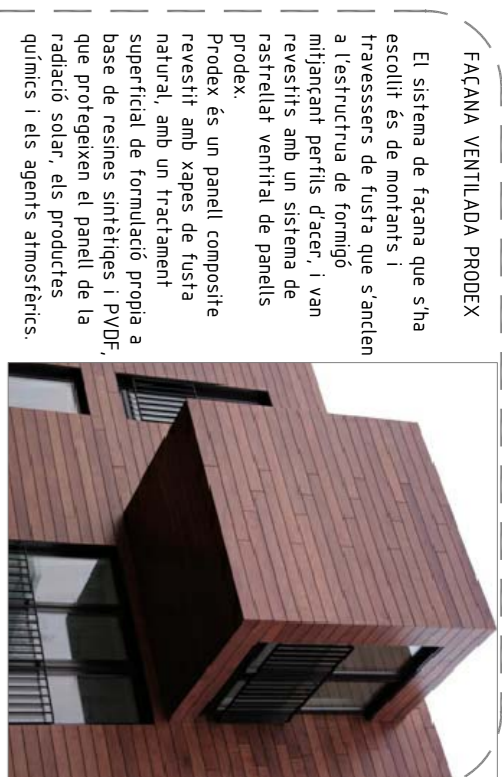 FAÇANA VENTILADA PRODEX
El sistema de façana que s'ha
escollit és de montants i
travesssers de fusta que s'anclen
a l'estructrua de formigó
mitjançant perfils d'acer, i van
revestits amb un sistema de
rastrellat ventital de panells
prodex.
Prodex és un panell composite
revestit amb xapes de fusta
natural, amb un tractament
superficial de formulació propia a
base de resines sintètiqes i PVDF,
que protegeixen el panell de la
radiació solar, els productes
químics i els agents atmosfèrics.